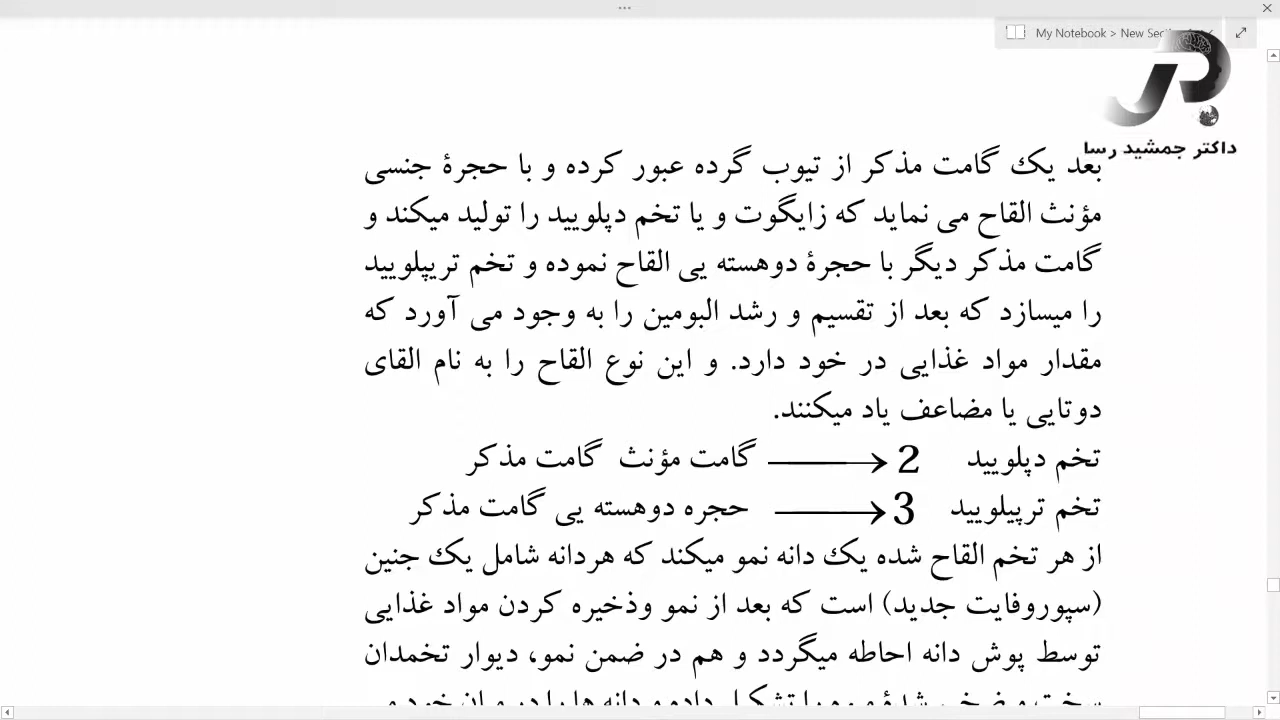 My Notebook > New Sec
داکتر جمشید رسا
بعد یک گامت مذکر از تیوب گرده عبور کرده و با حجرۀ جنسی
مؤنث القاح می نماید که زایگوت و یا تخم دپلویید را تولید میکند و
گامت مذکر دیگر با حجرۀ دوهسته یی القاح نموده و تخم تریپلویید
را میسازد که بعد از تقسیم و رشد البومین را به وجود می آورد که
مقدار مواد غذایی در خود دارد. و این نوع القاح را به نام القای
دوتایی یا مضاعف یاد میکنند.
تخم دپلویید 2 → گامت مؤنث گامت مذکر
تخم ترپیلویید 3 → حجره دوهسته یی گامت مذکر
از هر تخم القاح شده یک دانه نمو میکند که هردانه شامل یک جنین
(سپوروفایت جدید) است که بعد از نمو وذخیره کردن مواد غذایی
توسط پوش دانه احاطه میگردد و هم در ضمن نمو، دیوار تخمدان